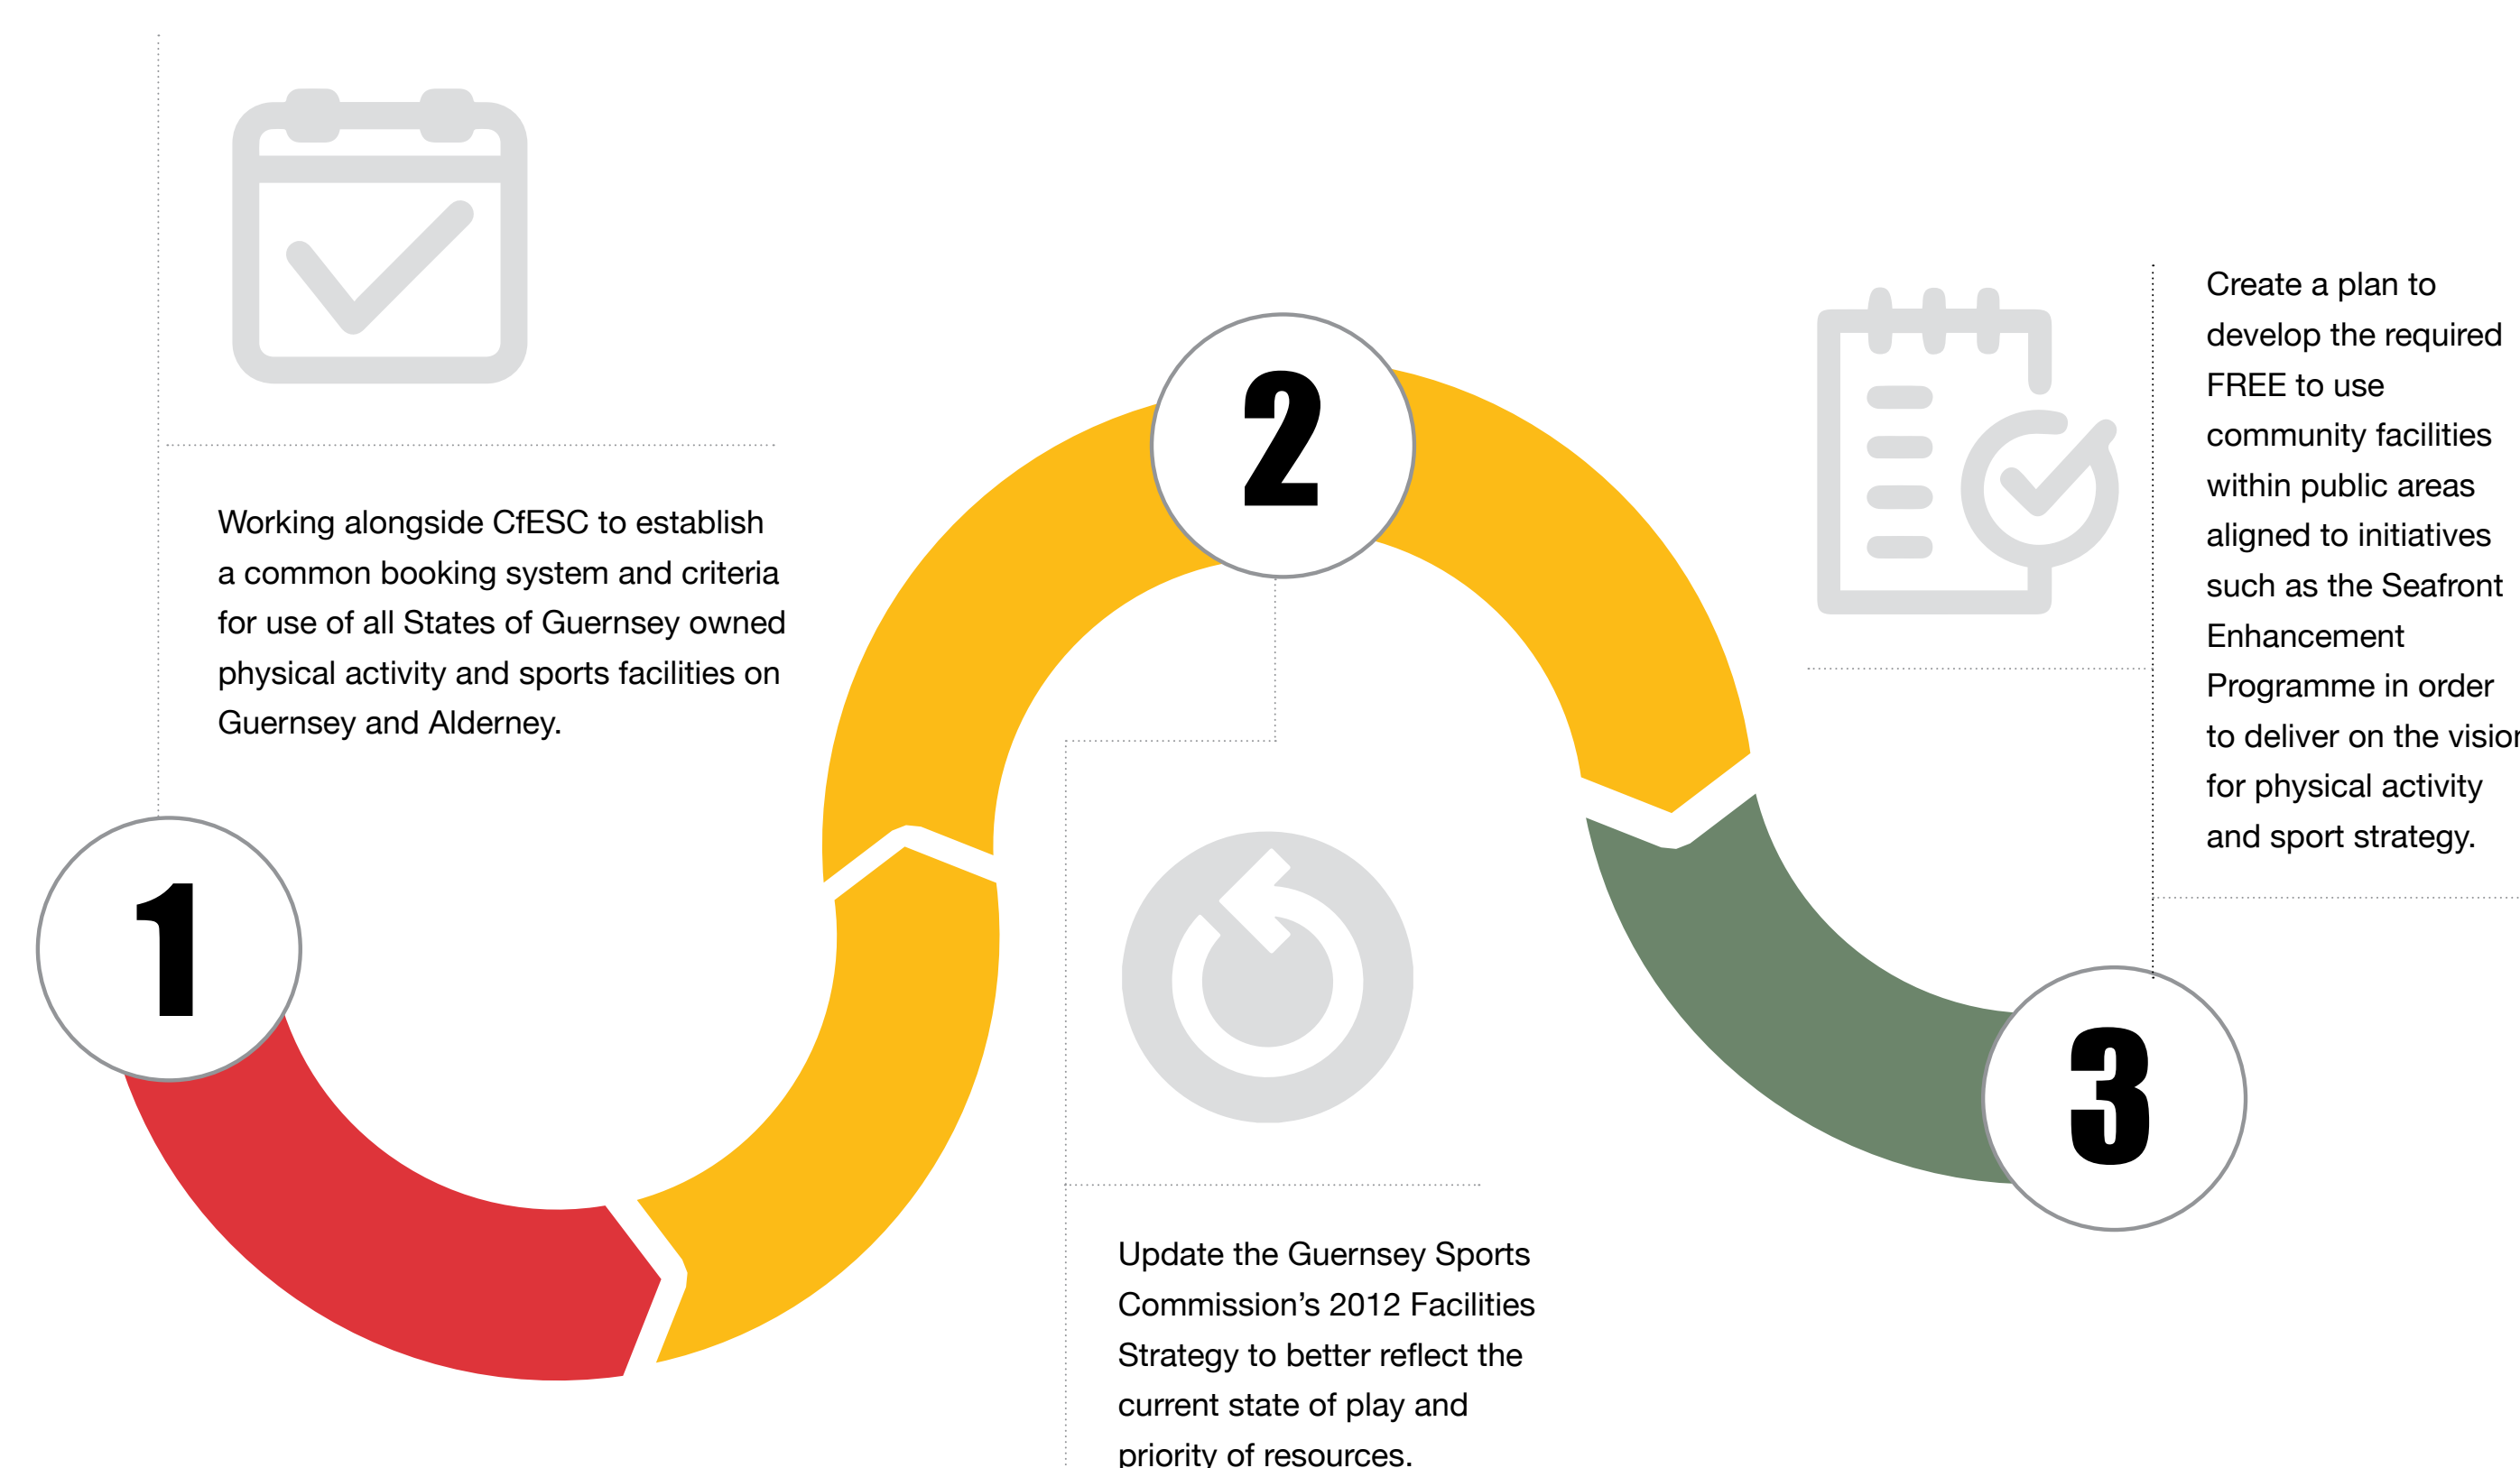 1
Working alongside CfESC to establish
a common booking system and criteria
for use of all States of Guernsey owned
physical activity and sports facilities on
Guernsey and Alderney.
2
Update the Guernsey Sports
Commission’s 2012 Facilities
Strategy to better reflect the
current state of play and
priority of resources.
3
Create a plan to
develop the required
FREE to use
community facilities
within public areas
aligned to initiatives
such as the Seafront
Enhancement
Programme in order
to deliver on the vision
for physical activity
and sport strategy.